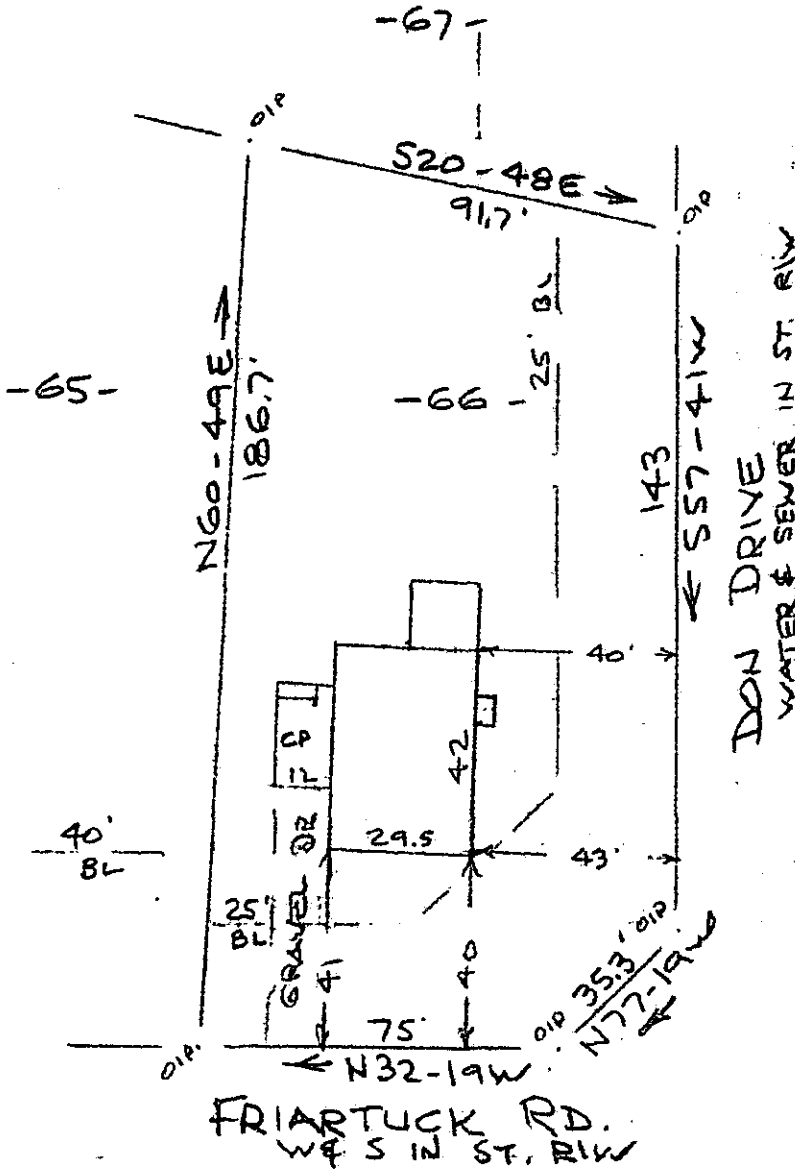 -67-
OIP
S20-48E
91.7'
OIP
25' BL
-65-
N60-49E
186.7'
-66-
143
S57-41W
DON DRIVE
WATER & SEWER IN ST. R/W
40'
CP
12
42
40'
BL
GRAVEL DR
29.5
43'
25'
BL
41
40
OIP
35.3'
N77-19W
OIP
75'
OIP.
N32-19W
FRIARTUCK RD.
W & S IN ST. R/W